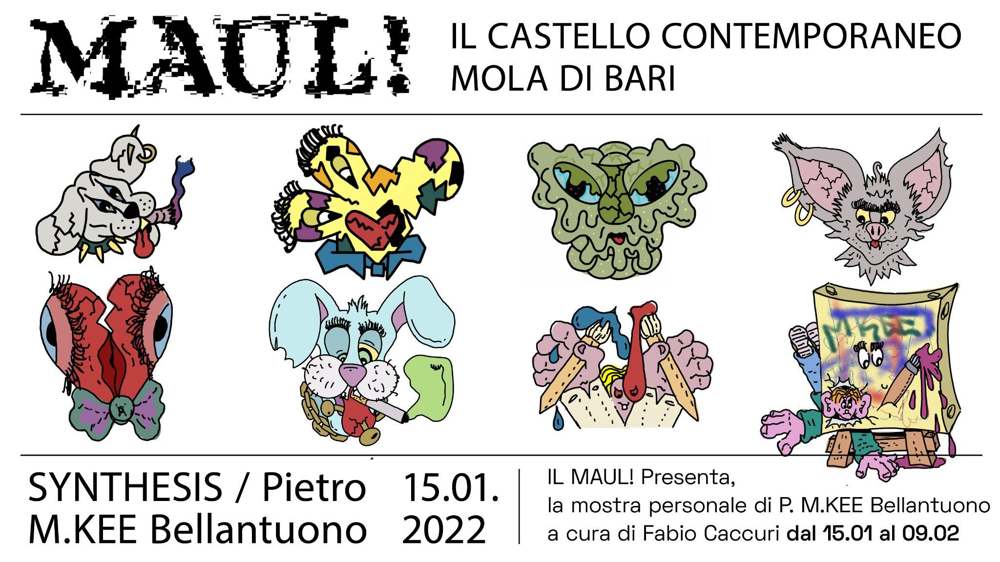 MAUL!
IL CASTELLO CONTEMPORANEO
MOLA DI BARI
M KEE
SYNTHESIS / Pietro
M.KEE Bellantuono
15.01.
2022
IL MAUL! Presenta,
la mostra personale di P. M.KEE Bellantuono
a cura di Fabio Caccuri dal 15.01 al 09.02